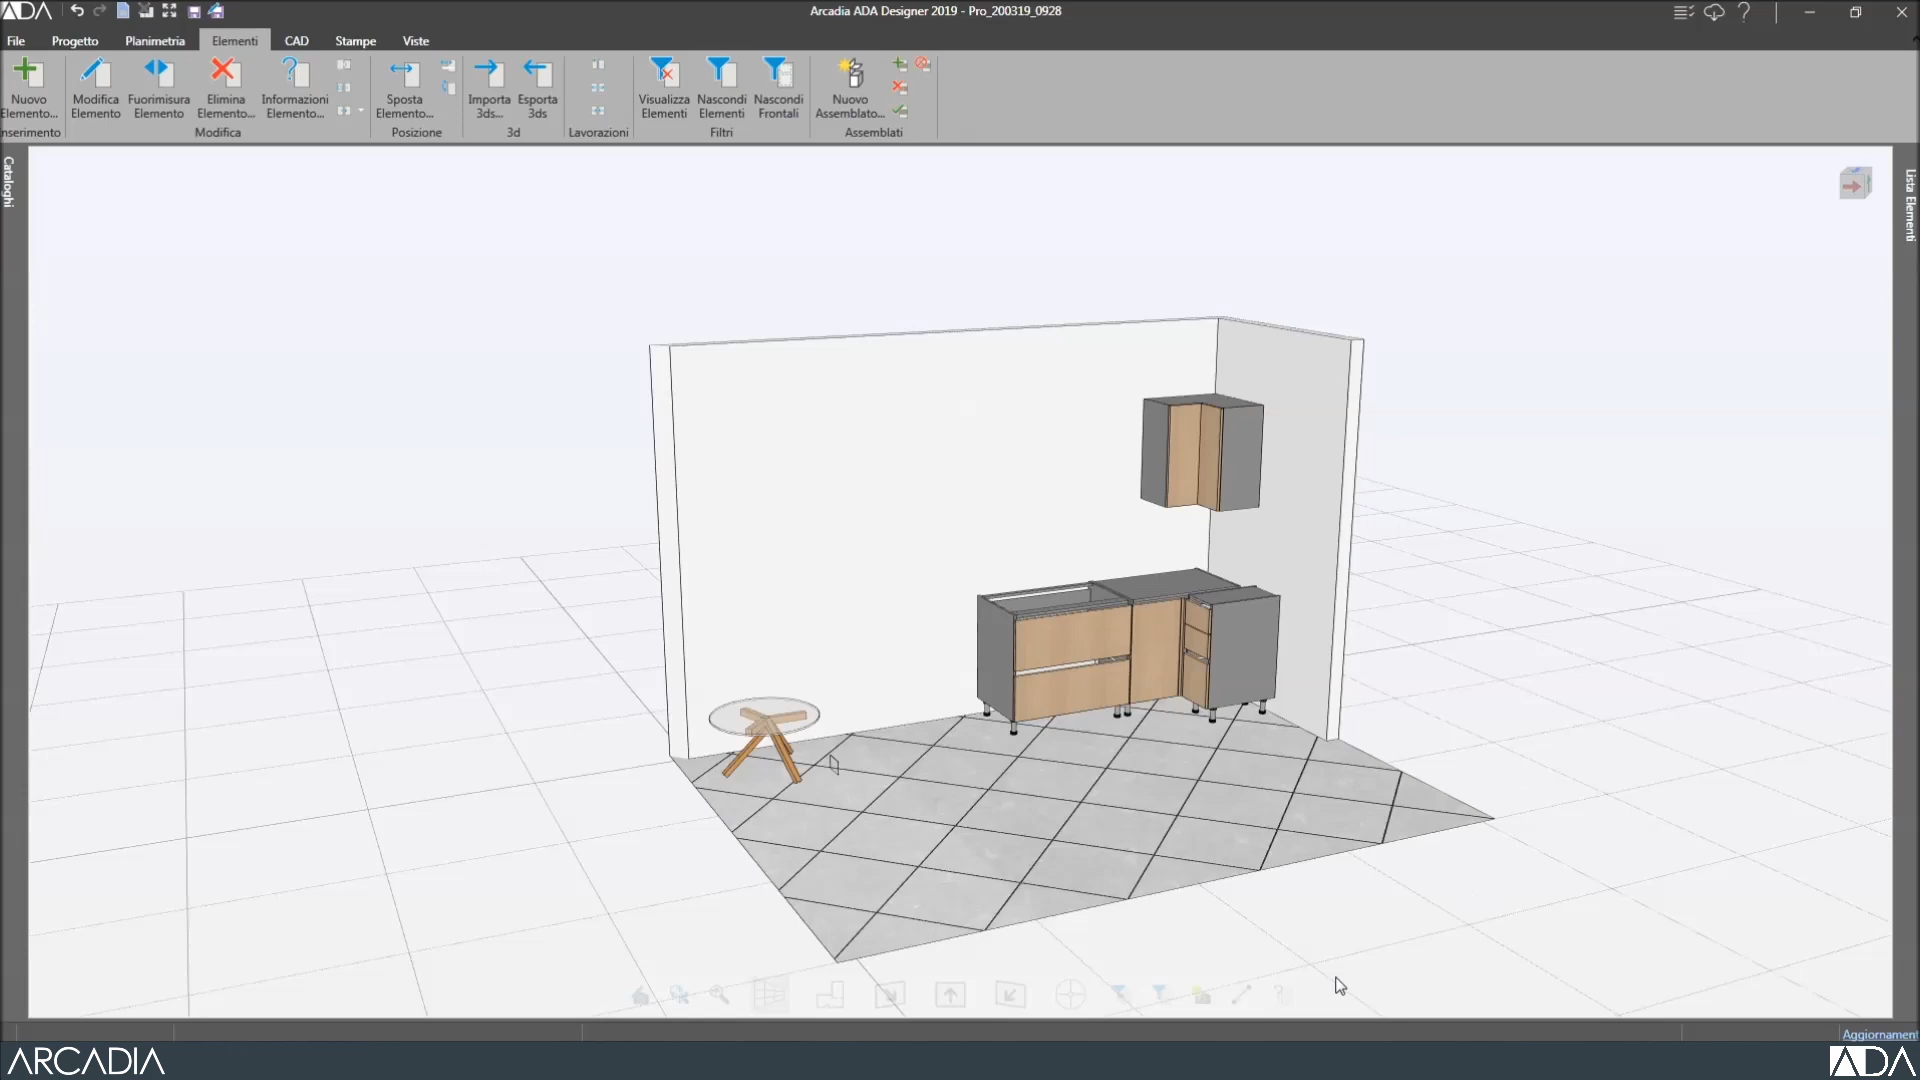 ADA
Arcadia ADA Designer 2019 - Pro_200319_0928
File
Progetto
Planimetria
Elementi
CAD
Stampe
Viste
Nuovo
Elemento...
Modifica
Elemento
Fuorimisura
Elemento
Elimina
Elemento...
Informazioni
Elemento...
Sposta
Elemento...
Importa
3ds...
Esporta
3ds
Visualizza
Elementi
Nascondi
Elementi
Nascondi
Frontali
Nuovo
Assemblato...
nserimento
Modifica
Posizione
3d
Lavorazioni
Filtri
Assemblati
Cataloghi
Lista Elementi
Aggiornament
ARCADIA
ADA